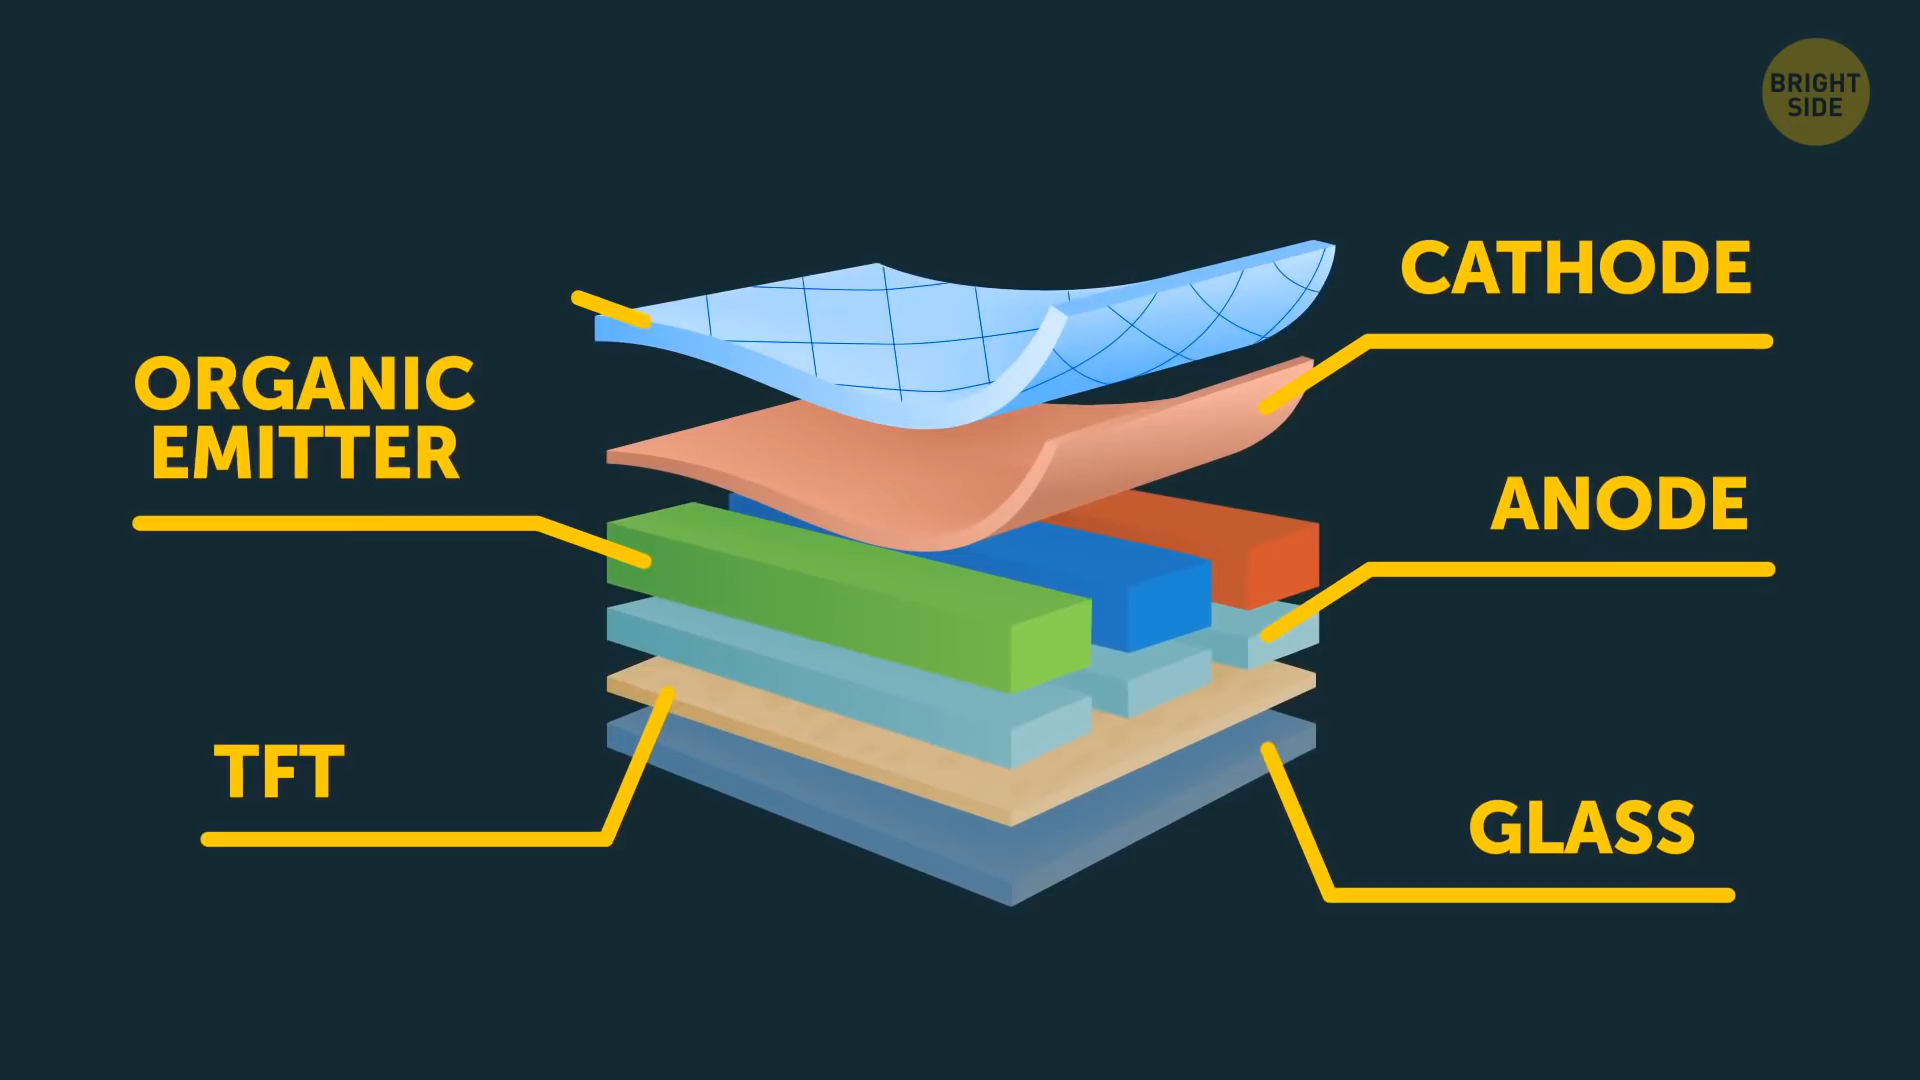 BRIGHT
SIDE
CATHODE
ORGANIC
EMITTER
ANODE
TFT
GLASS